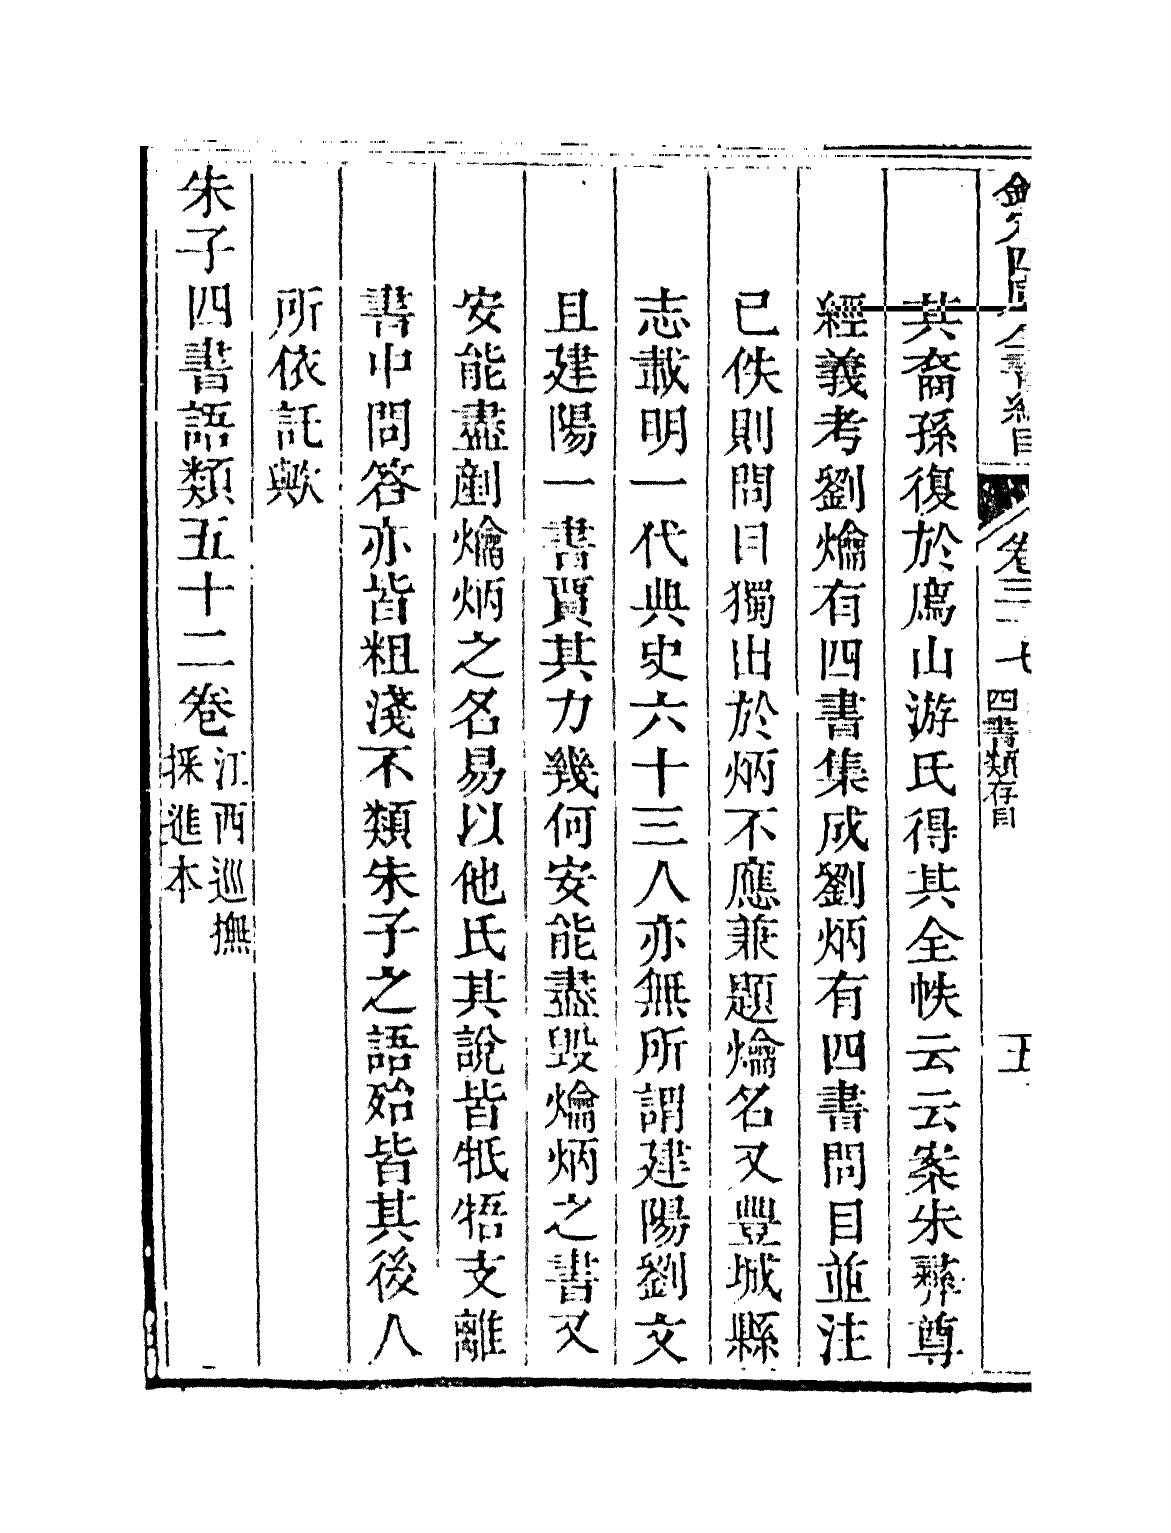 欽定四庫全書總目 卷三十七 四書類存目 五
其裔孫復於廌山游氏得其全帙云云案朱彝尊
經義考劉爚有四書集成劉炳有四書問目並注
已佚則問目獨出於炳不應兼題爚名又豐城縣
志載明一代典史六十三人亦無所謂建陽劉文
且建陽一書賈其力幾何安能盡毀爚炳之書又
安能盡剷爚炳之名易以他氏其說皆牴牾支離
書中問答亦皆粗淺不類朱子之語殆皆其後人
所依託歟
朱子四書語類五十二卷江西巡撫
採進本